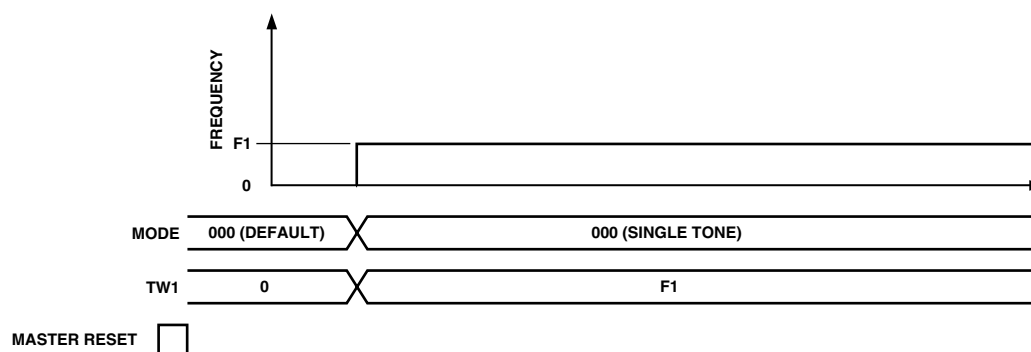 FREQUENCY
F1
0
MODE 000 (DEFAULT) 000 (SINGLE TONE)
TW1 0 F1
MASTER RESET